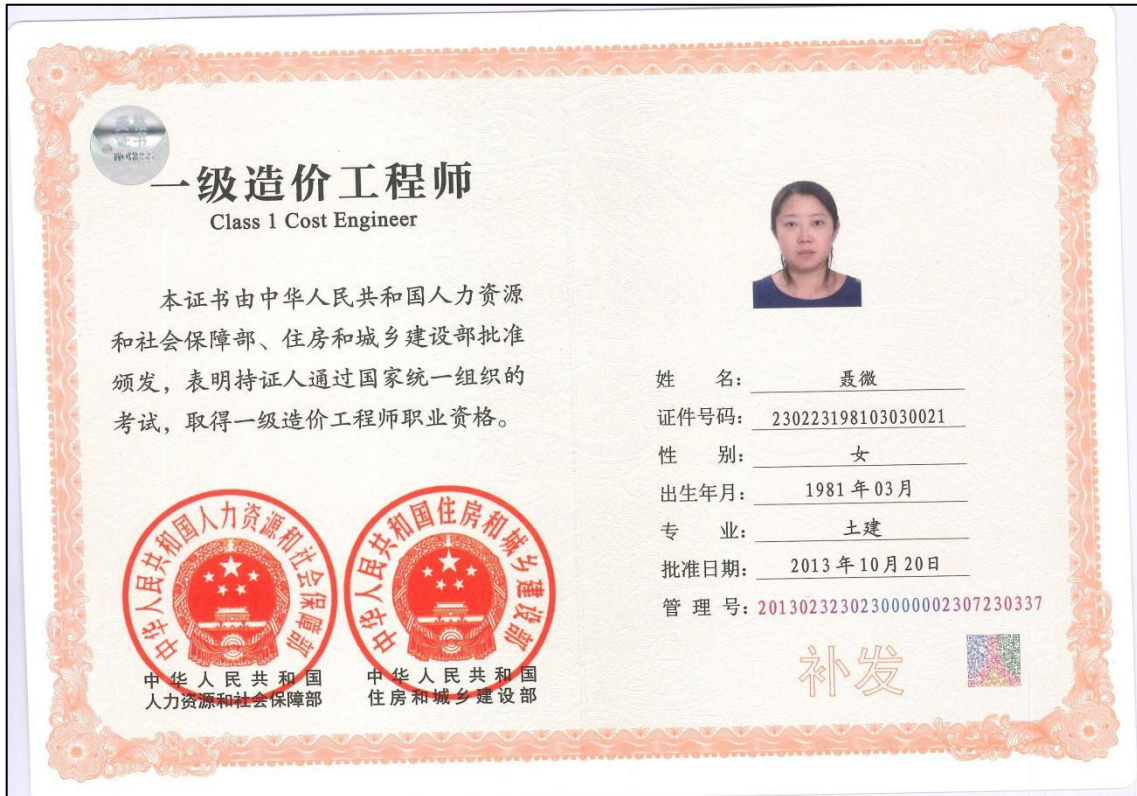 资格
证书
一级造价工程师
Class 1 Cost Engineer
本证书由中华人民共和国人力资源
和社会保障部、住房和城乡建设部批准
颁发，表明持证人通过国家统一组织的
考试，取得一级造价工程师职业资格。
中华人民共和国人力资源和社会保障部
中华人民共和国住房和城乡建设部
中华人民共和国
人力资源和社会保障部
中华人民共和国
住房和城乡建设部
姓 名： 聂微
证件号码： 230223198103030021
性 别： 女
出生年月： 1981年03月
专 业： 土建
批准日期： 2013年10月20日
管 理 号：2013023230230000002307230337
补发